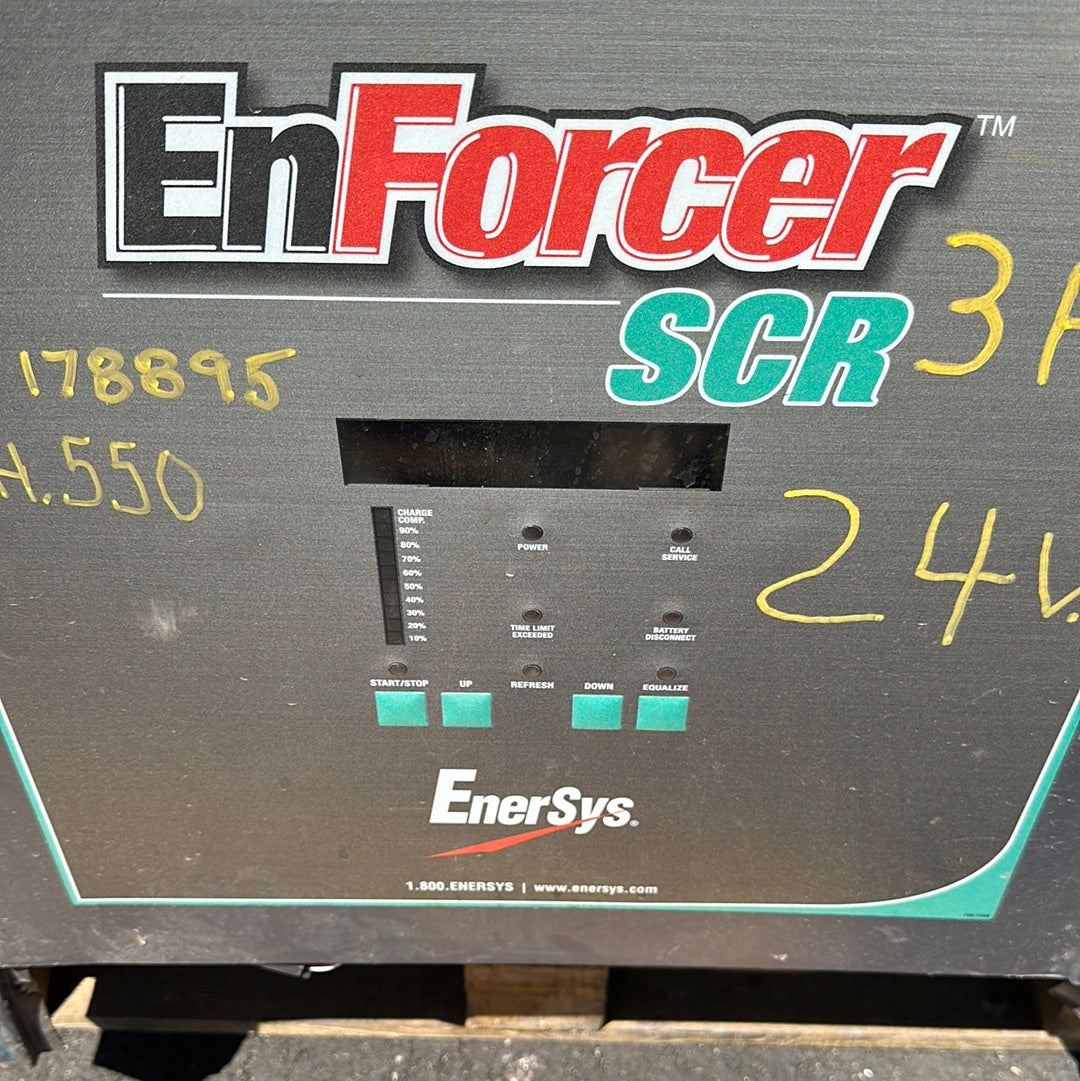 EnForcer™
SCR
3
178895
H.550
24V.
CHARGE
COMP.
90%
80%
70%
60%
50%
40%
30%
20%
10%
POWER
CALL
SERVICE
TIME LIMIT
EXCEEDED
BATTERY
DISCONNECT
START/STOP
UP
REFRESH
DOWN
EQUALIZE
EnerSys®
1.800.ENERSYS | www.enersys.com